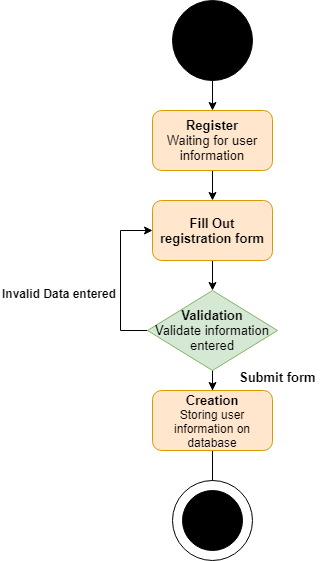 Register
Waiting for user
information
Fill Out
registration form
Invalid Data entered
Validation
Validate information
entered
Submit form
Creation
Storing user
information on
database